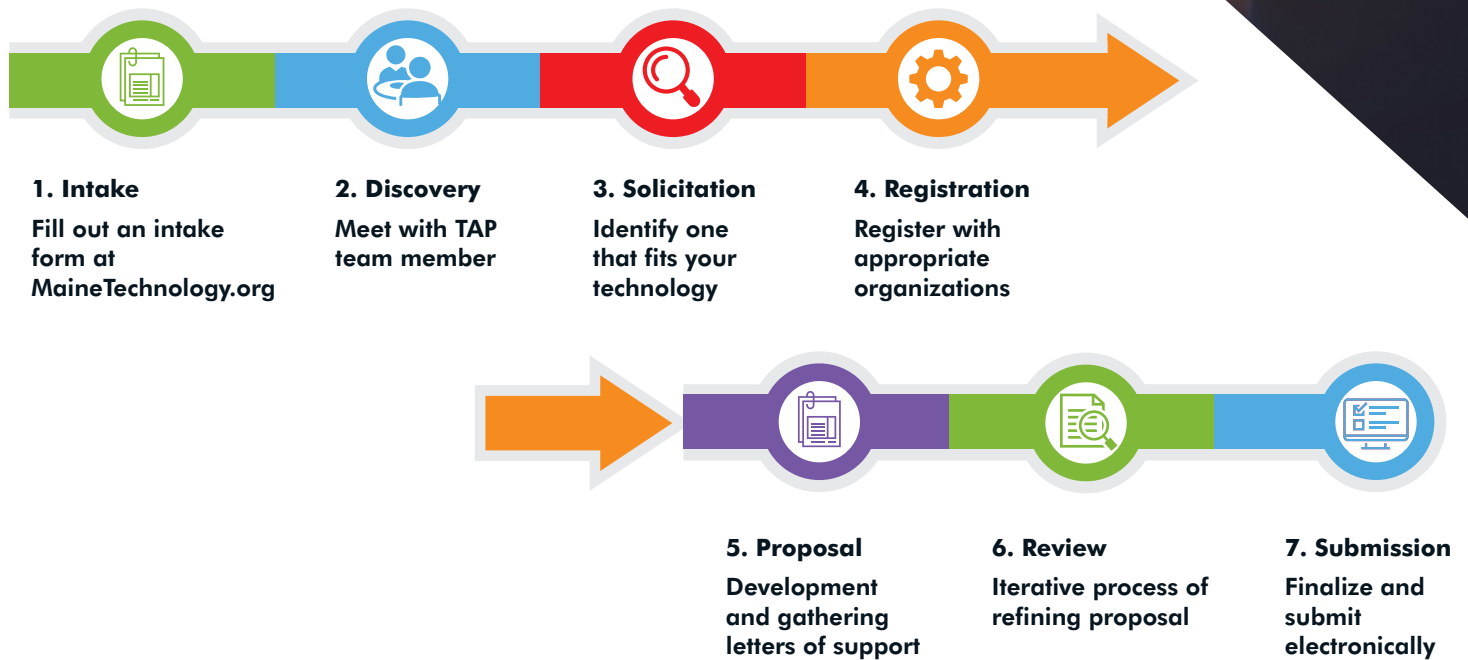 1. Intake
Fill out an intake
form at
MaineTechnology.org
2. Discovery
Meet with TAP
team member
3. Solicitation
Identify one
that fits your
technology
4. Registration
Register with
appropriate
organizations
5. Proposal
Development
and gathering
letters of support
6. Review
Iterative process of
refining proposal
7. Submission
Finalize and
submit
electronically